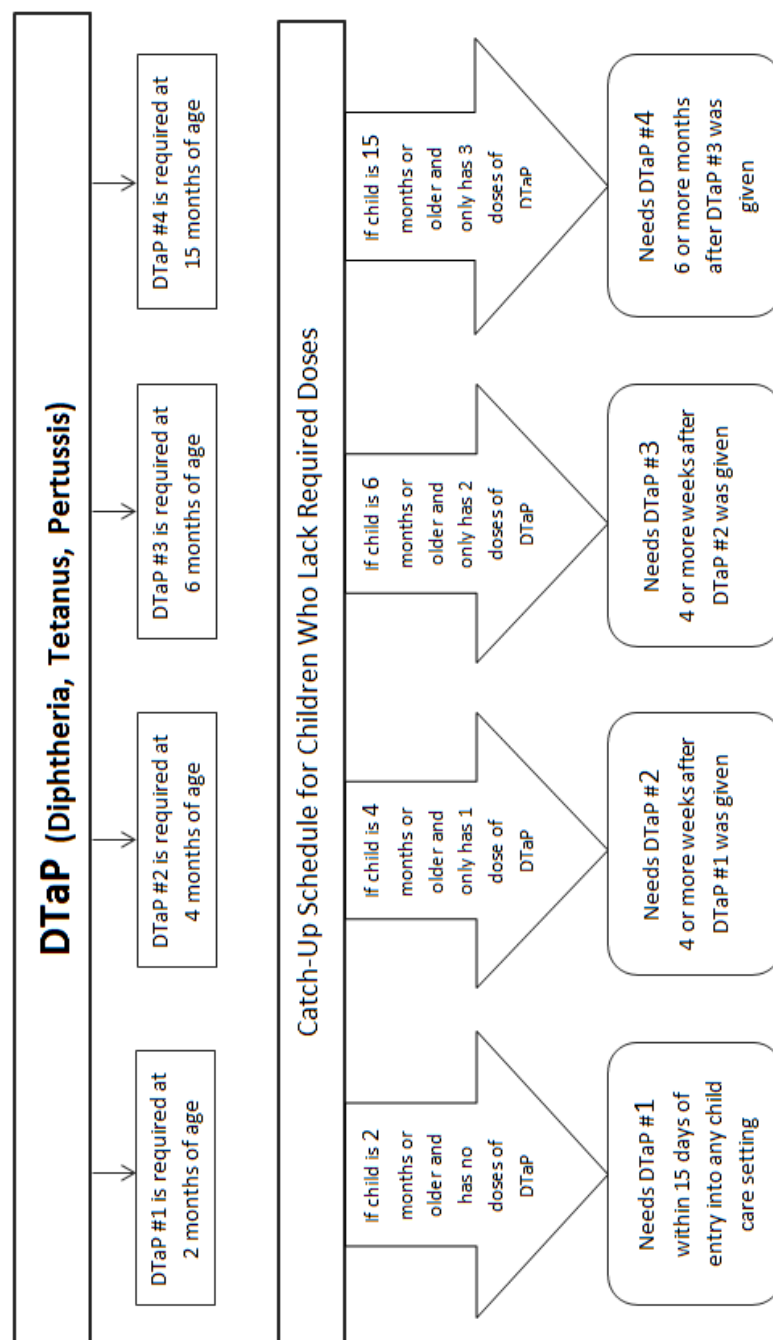 DTaP (Diphtheria, Tetanus, Pertussis)
DTaP #1 is required at
2 months of age
DTaP #2 is required at
4 months of age
DTaP #3 is required at
6 months of age
DTaP #4 is required at
15 months of age
Catch-Up Schedule for Children Who Lack Required Doses
If child is 2
months or
older and
has no
doses of
DTaP
If child is 4
months or
older and
only has 1
dose of
DTaP
If child is 6
months or
older and
only has 2
doses of
DTaP
If child is 15
months or
older and
only has 3
doses of
DTaP
Needs DTaP #1
within 15 days of
entry into any child
care setting
Needs DTaP #2
4 or more weeks after
DTaP #1 was given
Needs DTaP #3
4 or more weeks after
DTaP #2 was given
Needs DTaP #4
6 or more months
after DTaP #3 was
given